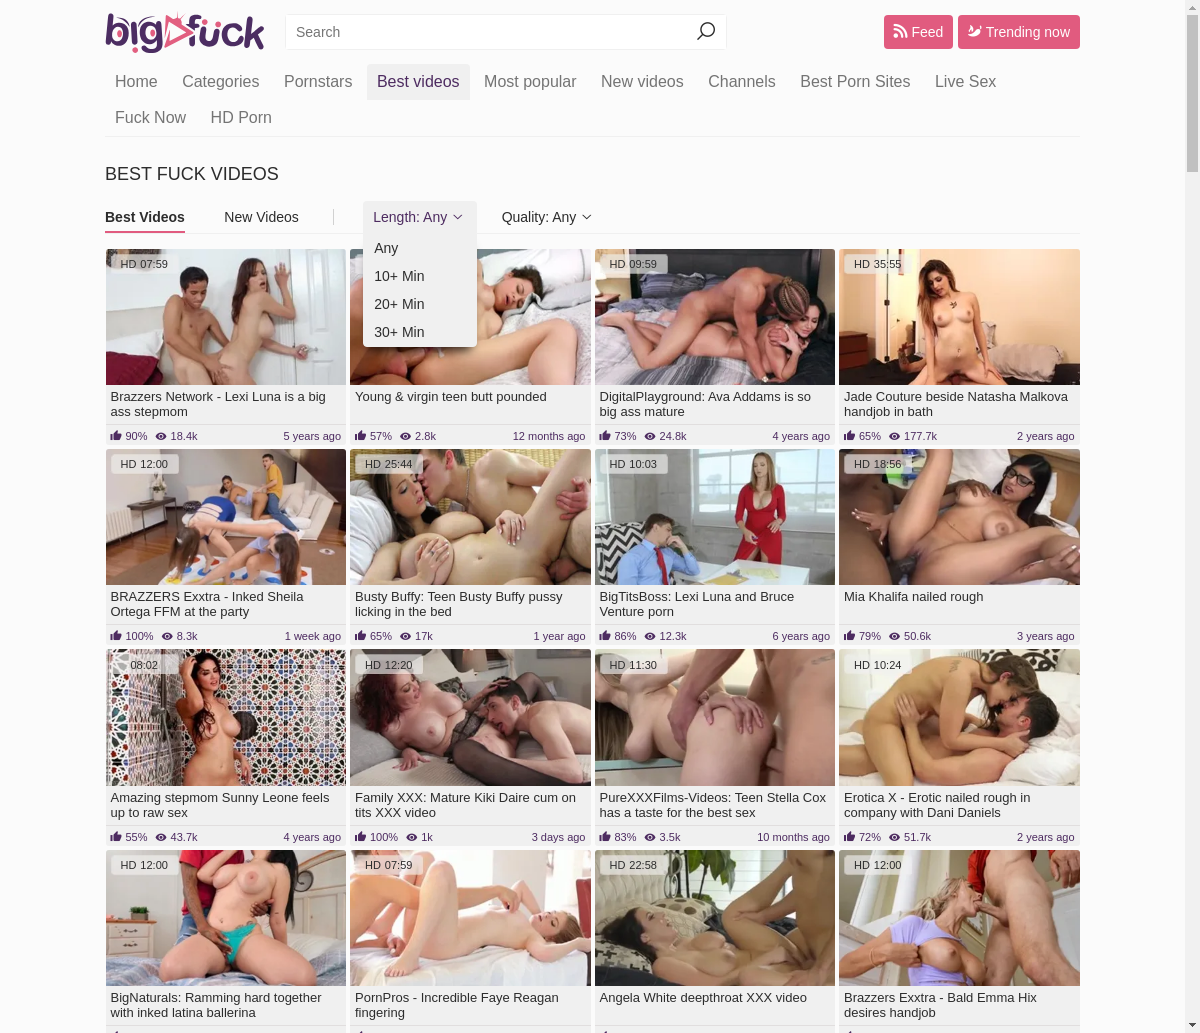 bigfuck
Search
Feed
Trending now
Home
Categories
Pornstars
Best videos
Most popular
New videos
Channels
Best Porn Sites
Live Sex
Fuck Now
HD Porn
BEST FUCK VIDEOS
Best Videos
New Videos
Length: Any
Quality: Any
Any
10+ Min
20+ Min
30+ Min
HD 07:59
HD 09:59
HD 35:55
Brazzers Network - Lexi Luna is a big
ass stepmom
90% 18.4k 5 years ago
Young & virgin teen butt pounded
57% 2.8k 12 months ago
DigitalPlayground: Ava Addams is so
big ass mature
73% 24.8k 4 years ago
Jade Couture beside Natasha Malkova
handjob in bath
65% 177.7k 2 years ago
HD 12:00
HD 25:44
HD 10:03
HD 18:56
BRAZZERS Exxtra - Inked Sheila
Ortega FFM at the party
100% 8.3k 1 week ago
Busty Buffy: Teen Busty Buffy pussy
licking in the bed
65% 17k 1 year ago
BigTitsBoss: Lexi Luna and Bruce
Venture porn
86% 12.3k 6 years ago
Mia Khalifa nailed rough
79% 50.6k 3 years ago
08:02
HD 12:20
HD 11:30
HD 10:24
Amazing stepmom Sunny Leone feels
up to raw sex
55% 43.7k 4 years ago
Family XXX: Mature Kiki Daire cum on
tits XXX video
100% 1k 3 days ago
PureXXXFilms-Videos: Teen Stella Cox
has a taste for the best sex
83% 3.5k 10 months ago
Erotica X - Erotic nailed rough in
company with Dani Daniels
72% 51.7k 2 years ago
HD 12:00
HD 07:59
HD 22:58
HD 12:00
BigNaturals: Ramming hard together
with inked latina ballerina
PornPros - Incredible Faye Reagan
fingering
Angela White deepthroat XXX video
Brazzers Exxtra - Bald Emma Hix
desires handjob